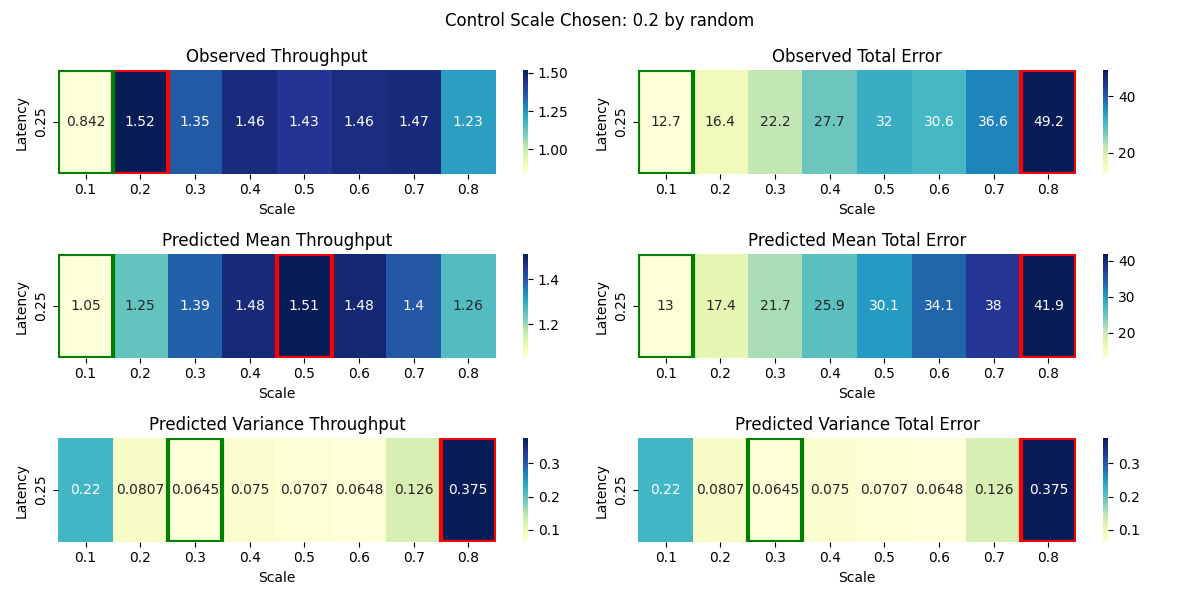 Control Scale Chosen: 0.2 by random
Observed Throughput
Latency
0.25
0.842 1.52 1.35 1.46 1.43 1.46 1.47 1.23
0.1 0.2 0.3 0.4 0.5 0.6 0.7 0.8
Scale
1.50
1.25
1.00
Observed Total Error
Latency
0.25
12.7 16.4 22.2 27.7 32 30.6 36.6 49.2
0.1 0.2 0.3 0.4 0.5 0.6 0.7 0.8
Scale
40
20
Predicted Mean Throughput
Latency
0.25
1.05 1.25 1.39 1.48 1.51 1.48 1.4 1.26
0.1 0.2 0.3 0.4 0.5 0.6 0.7 0.8
Scale
1.4
1.2
Predicted Mean Total Error
Latency
0.25
13 17.4 21.7 25.9 30.1 34.1 38 41.9
0.1 0.2 0.3 0.4 0.5 0.6 0.7 0.8
Scale
40
30
20
Predicted Variance Throughput
Latency
0.25
0.22 0.0807 0.0645 0.075 0.0707 0.0648 0.126 0.375
0.1 0.2 0.3 0.4 0.5 0.6 0.7 0.8
Scale
0.3
0.2
0.1
Predicted Variance Total Error
Latency
0.25
0.22 0.0807 0.0645 0.075 0.0707 0.0648 0.126 0.375
0.1 0.2 0.3 0.4 0.5 0.6 0.7 0.8
Scale
0.3
0.2
0.1